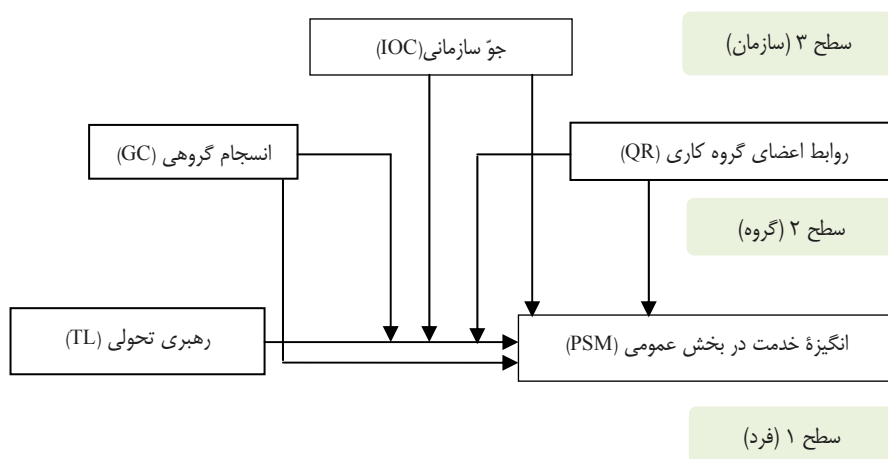 سطح ۳ (سازمان)
جوّ سازمانی(IOC)
روابط اعضای گروه کاری (QR)
انسجام گروهی (GC)
سطح ۲ (گروه)
انگیزۀ خدمت در بخش عمومی (PSM)
رهبری تحولی (TL)
سطح ۱ (فرد)